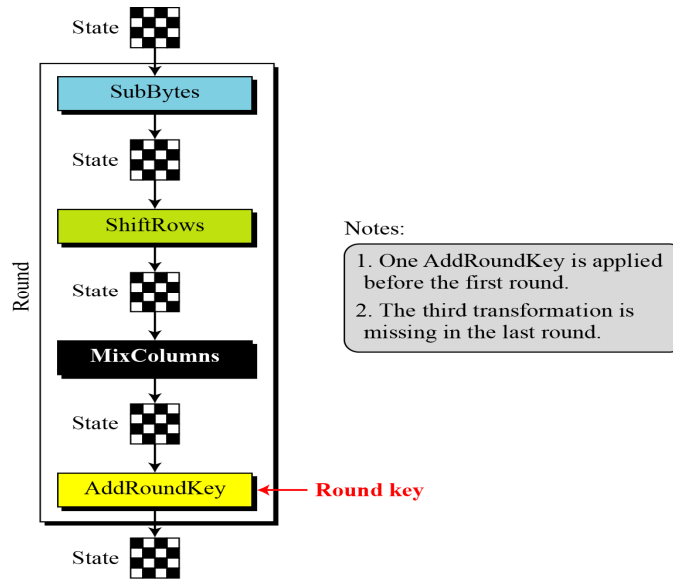 State
SubBytes
State
ShiftRows
State
MixColumns
State
AddRoundKey
Round key
State
Round
Notes:
1. One AddRoundKey is applied
before the first round.
2. The third transformation is
missing in the last round.